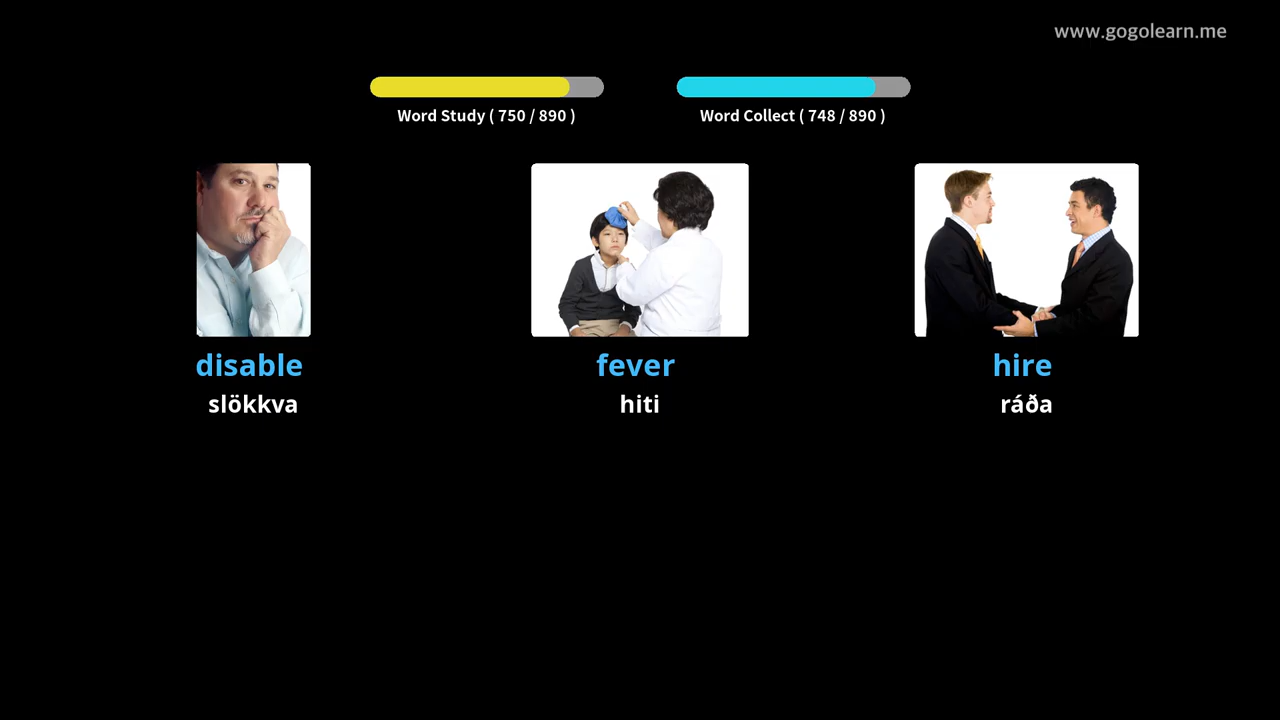 www.gogolearn.me
Word Study ( 750 / 890 )
Word Collect ( 748 / 890 )
disable
slökkva
fever
hiti
hire
ráða